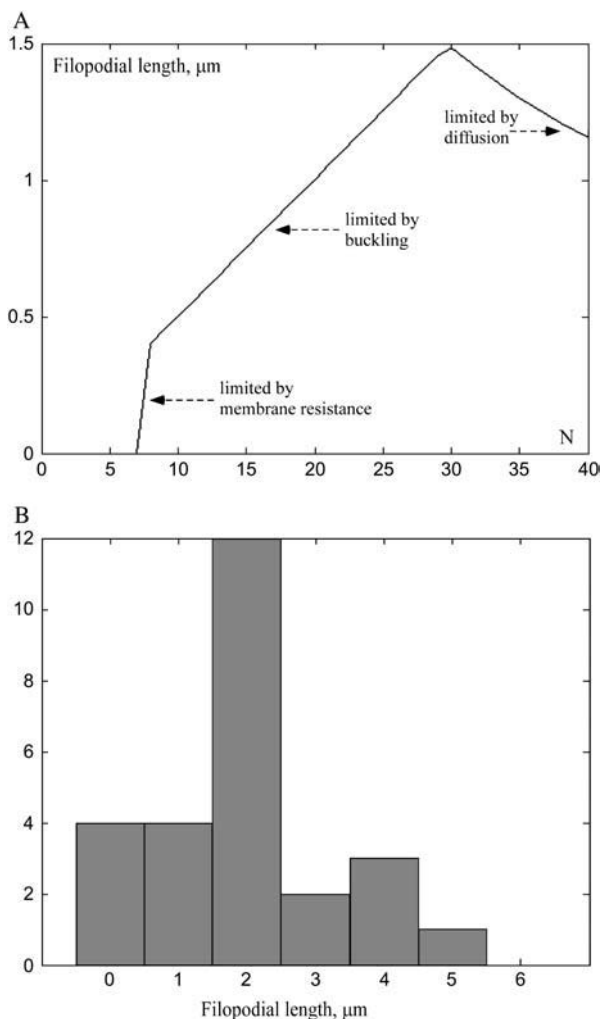 A
1.5
Filopodial length, μm
limited by
diffusion
1
limited by
buckling
0.5
limited by
membrane resistance
N
0
0 5 10 15 20 25 30 35 40
B
12
10
8
6
4
2
0
0 1 2 3 4 5 6
Filopodial length, μm